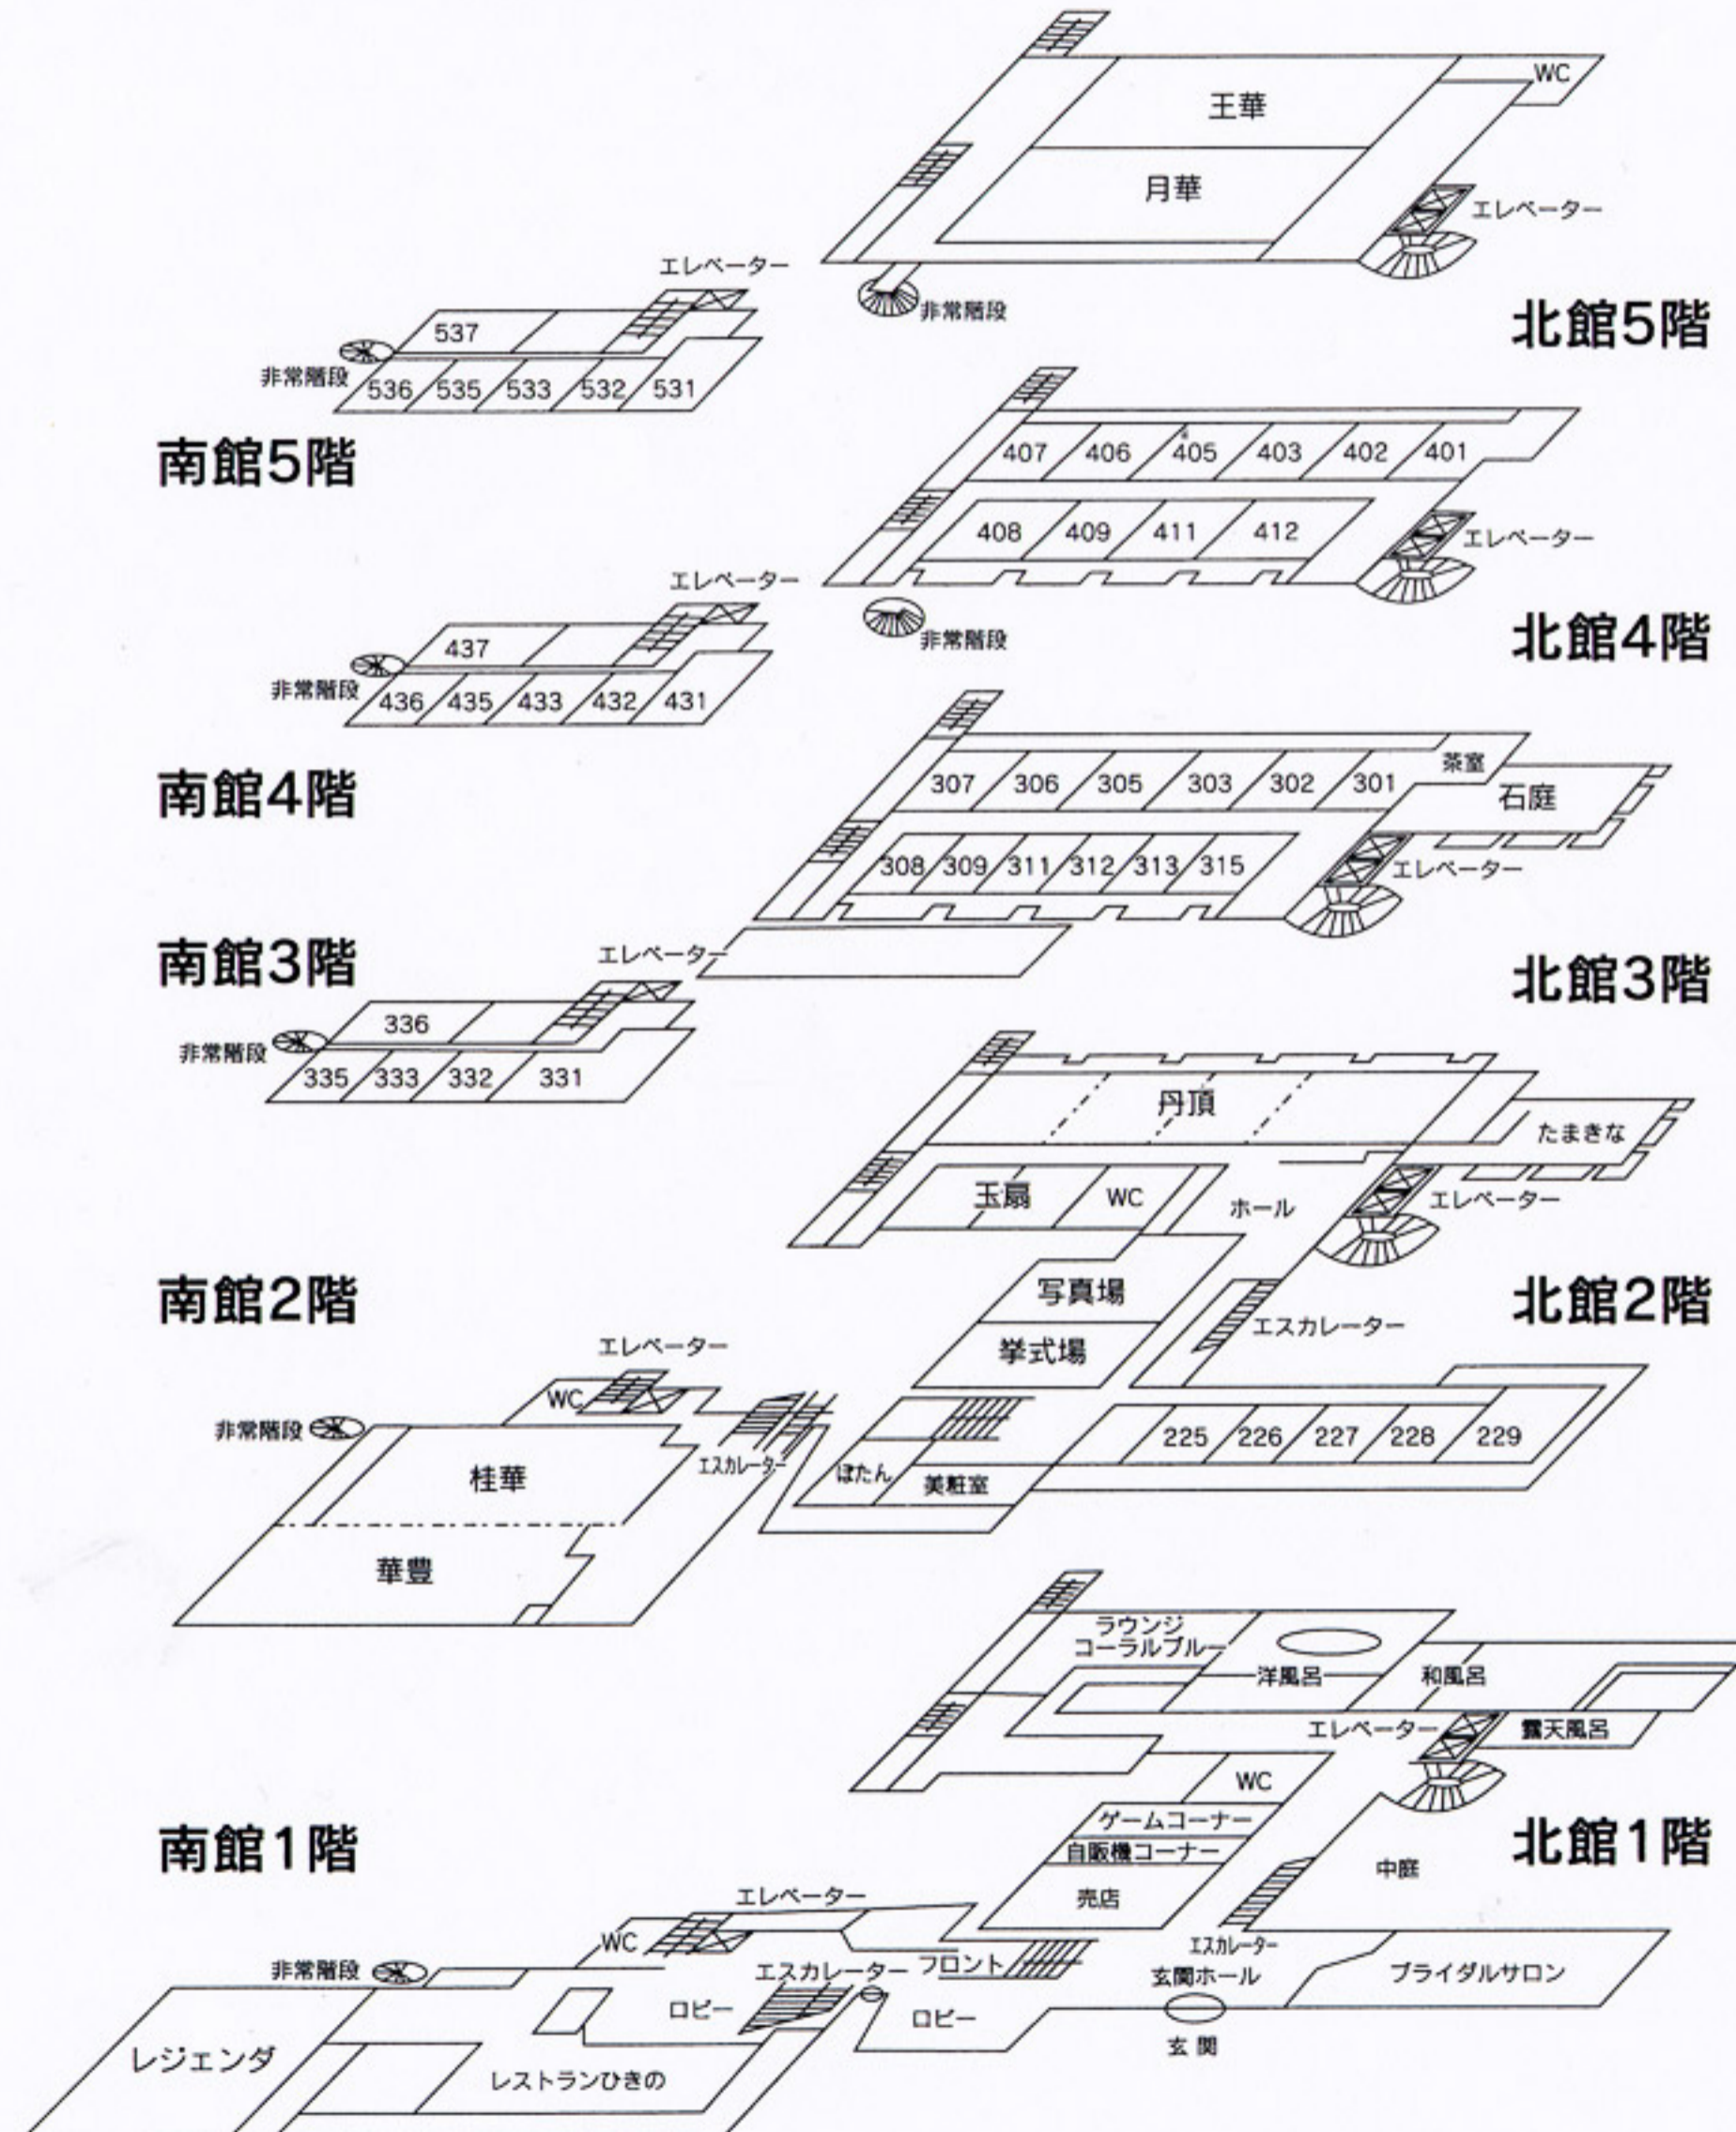 WC
王華
月華
エレベーター
非常階段
北館5階
エレベーター
537
非常階段
536 535 533 532 531
南館5階
407 406 405 403 402 401
408 409 411 412
エレベーター
非常階段
北館4階
エレベーター
437
非常階段
436 435 433 432 431
南館4階
茶室
307 306 305 303 302 301
石庭
308 309 311 312 313 315
エレベーター
北館3階
南館3階
エレベーター
336
非常階段
335 333 332 331
丹頂
たまきな
玉扇 WC ホール
エレベーター
写真場
挙式場
エスカレーター
北館2階
225 226 227 228 229
ぼたん 美粧室
南館2階
エレベーター
WC
非常階段
エスカレーター
桂華
華豊
ラウンジ
コーラルブルー
洋風呂
和風呂
エレベーター
露天風呂
WC
ゲームコーナー
自販機コーナー
売店
中庭
北館1階
エスカレーター
玄関ホール
ブライダルサロン
玄関
フロント
ロビー
南館1階
エレベーター
WC
非常階段
エスカレーター
ロビー
レジェンダ
レストランひきの